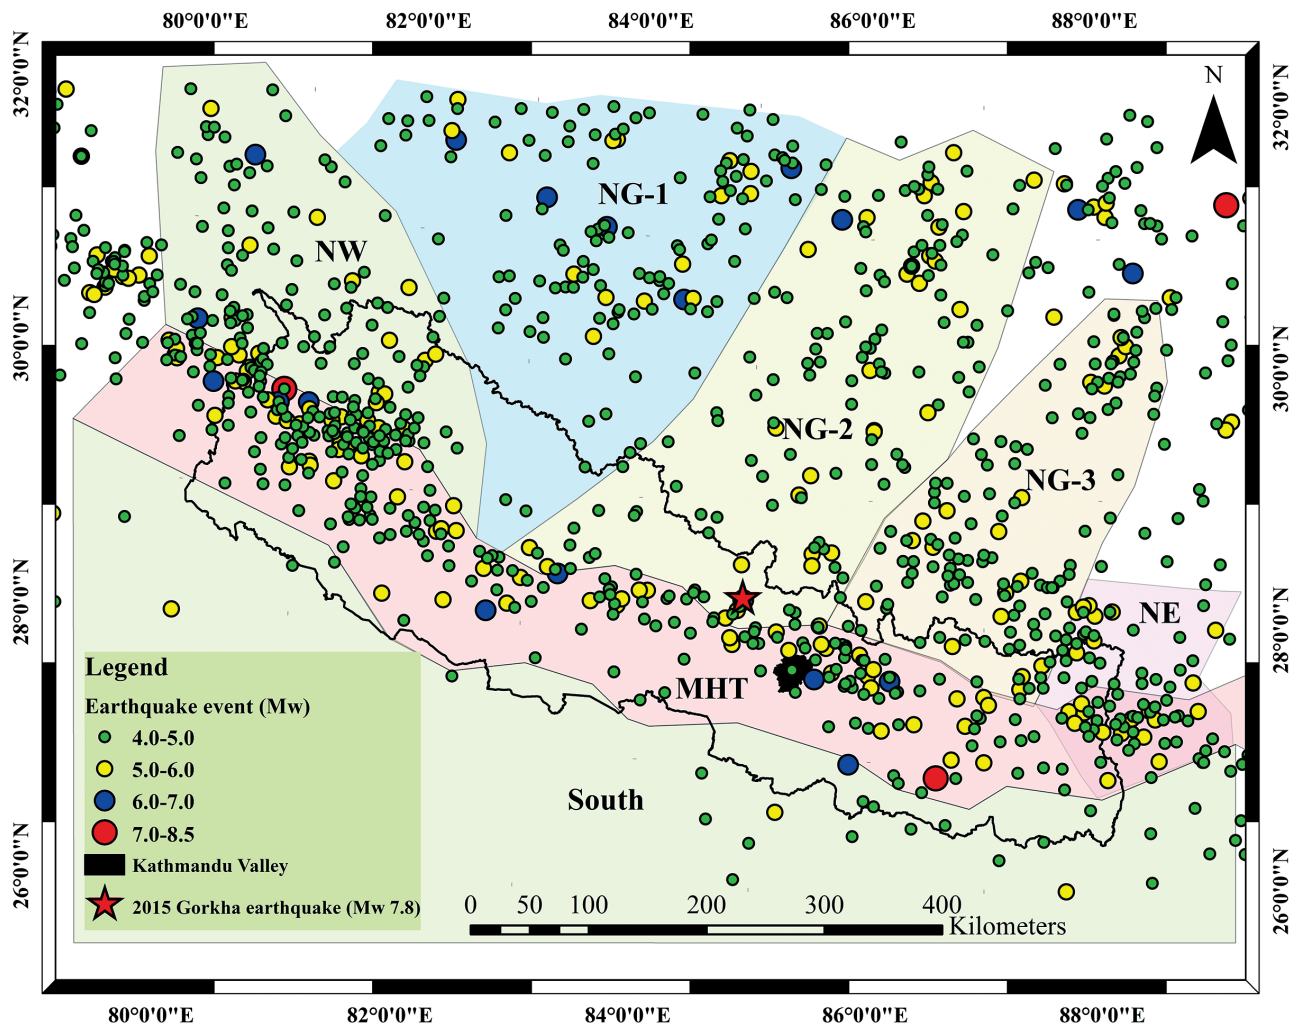 80°0'0"E 82°0'0"E 84°0'0"E 86°0'0"E 88°0'0"E
32°0'0"N
32°0'0"N
N
NG-1
NW
30°0'0"N
30°0'0"N
NG-2
NG-3
28°0'0"N
28°0'0"N
NE
MHT
South
Legend
Earthquake event (Mw)
4.0-5.0
5.0-6.0
6.0-7.0
7.0-8.5
Kathmandu Valley
2015 Gorkha earthquake (Mw 7.8)
26°0'0"N
26°0'0"N
0 50 100 200 300 400
Kilometers
80°0'0"E 82°0'0"E 84°0'0"E 86°0'0"E 88°0'0"E